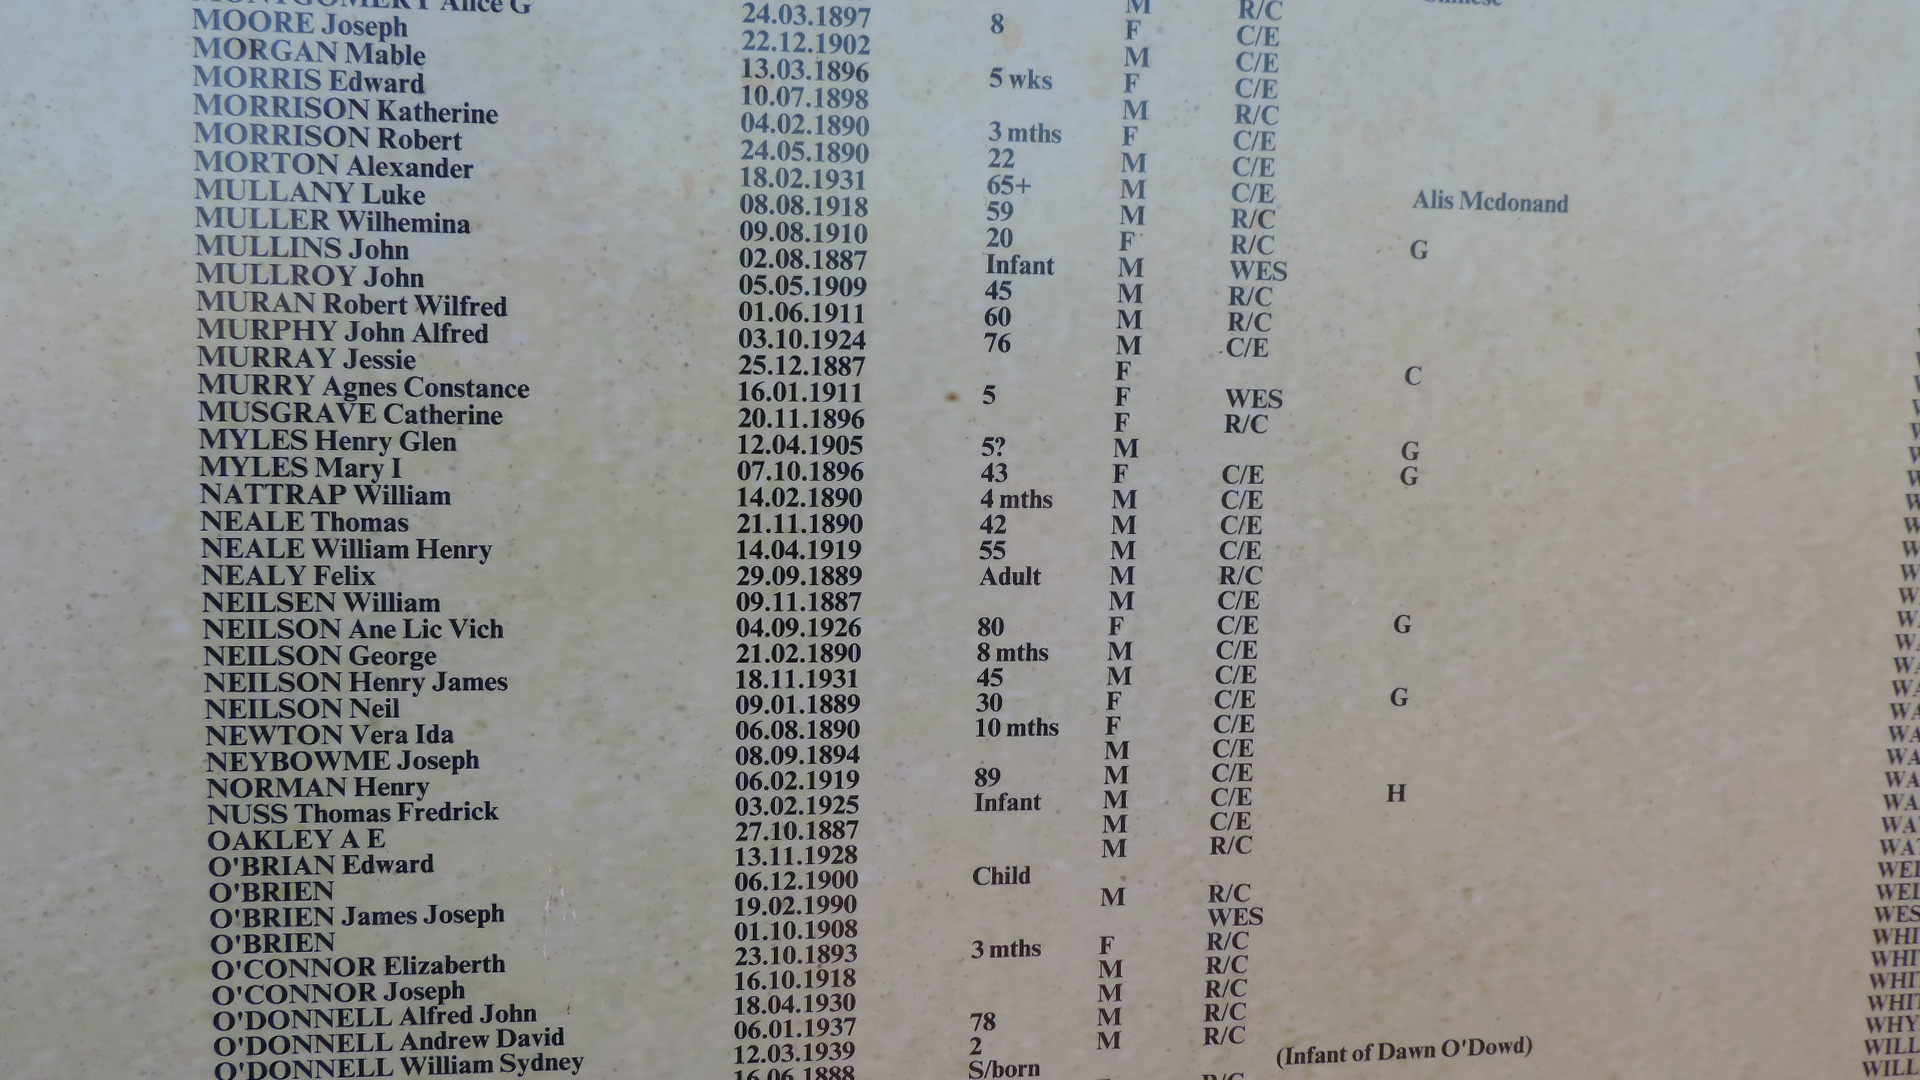 24.03.1897 8 F C/E
MOORE Joseph 22.12.1902 M C/E
MORGAN Mable 13.03.1896 5 wks F C/E
MORRIS Edward 10.07.1898 M R/C
MORRISON Katherine 04.02.1890 3 mths F C/E
MORRISON Robert 24.05.1890 22 M C/E
MORTON Alexander 18.02.1931 65+ M C/E Alis Mcdonand
MULLANY Luke 08.08.1918 59 M R/C
MULLER Wilhemina 09.08.1910 20 F R/C G
MULLINS John 02.08.1887 Infant M WES
MULLROY John 05.05.1909 45 M R/C
MURAN Robert Wilfred 01.06.1911 60 M R/C
MURPHY John Alfred 03.10.1924 76 M C/E
MURRAY Jessie 25.12.1887 F C
MURRY Agnes Constance 16.01.1911 5 F WES
MUSGRAVE Catherine 20.11.1896 F R/C
MYLES Henry Glen 12.04.1905 5? M G
MYLES Mary I 07.10.1896 43 F C/E G
NATTRAP William 14.02.1890 4 mths M C/E
NEALE Thomas 21.11.1890 42 M C/E
NEALE William Henry 14.04.1919 55 M C/E
NEALY Felix 29.09.1889 Adult M R/C
NEILSEN William 09.11.1887 M C/E
NEILSON Ane Lic Vich 04.09.1926 80 F C/E G
NEILSON George 21.02.1890 8 mths M C/E
NEILSON Henry James 18.11.1931 45 M C/E
NEILSON Neil 09.01.1889 30 F C/E G
NEWTON Vera Ida 06.08.1890 10 mths F C/E
NEYBOWME Joseph 08.09.1894 M C/E
NORMAN Henry 06.02.1919 89 M C/E
NUSS Thomas Fredrick 03.02.1925 Infant M C/E H
OAKLEY A E 27.10.1887 M C/E
O'BRIAN Edward 13.11.1928 M R/C
O'BRIEN 06.12.1900 Child
O'BRIEN James Joseph 19.02.1990 M R/C
O'BRIEN 01.10.1908 WES
O'CONNOR Elizaberth 23.10.1893 3 mths F R/C
O'CONNOR Joseph 16.10.1918 M R/C
O'DONNELL Alfred John 18.04.1930 M R/C
O'DONNELL Andrew David 06.01.1937 78 M R/C
O'DONNELL William Sydney 12.03.1939 2 M R/C
16.06.1888 S/born (Infant of Dawn O'Dowd)